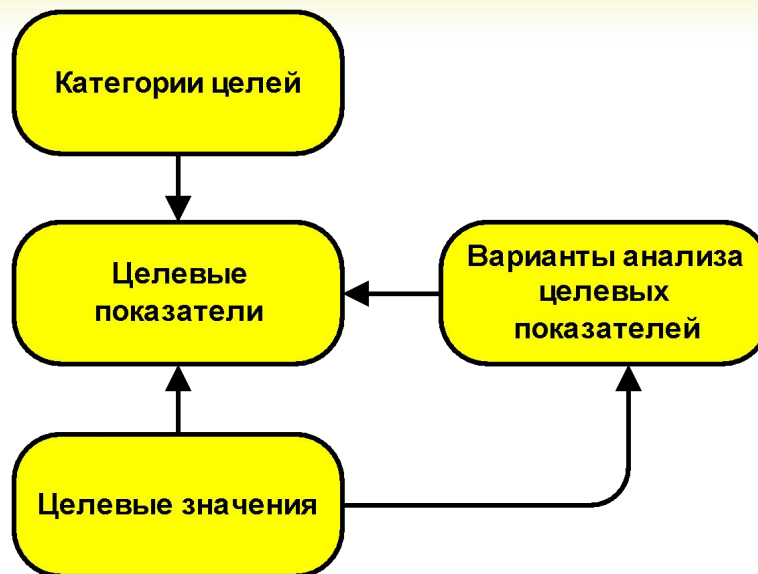 Категории целей
Целевые
показатели
Варианты анализа
целевых
показателей
Целевые значения